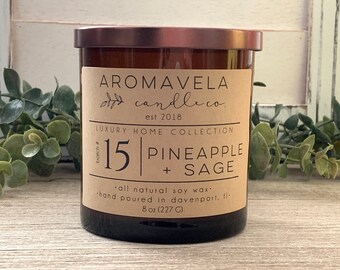 AROMAVELA
candle co.
est 2018
LUXURY HOME COLLECTION
15
PINEAPPLE
+ SAGE
-all natural soy wax-
-hand poured in davenport, fl-
8 oz (227 G)